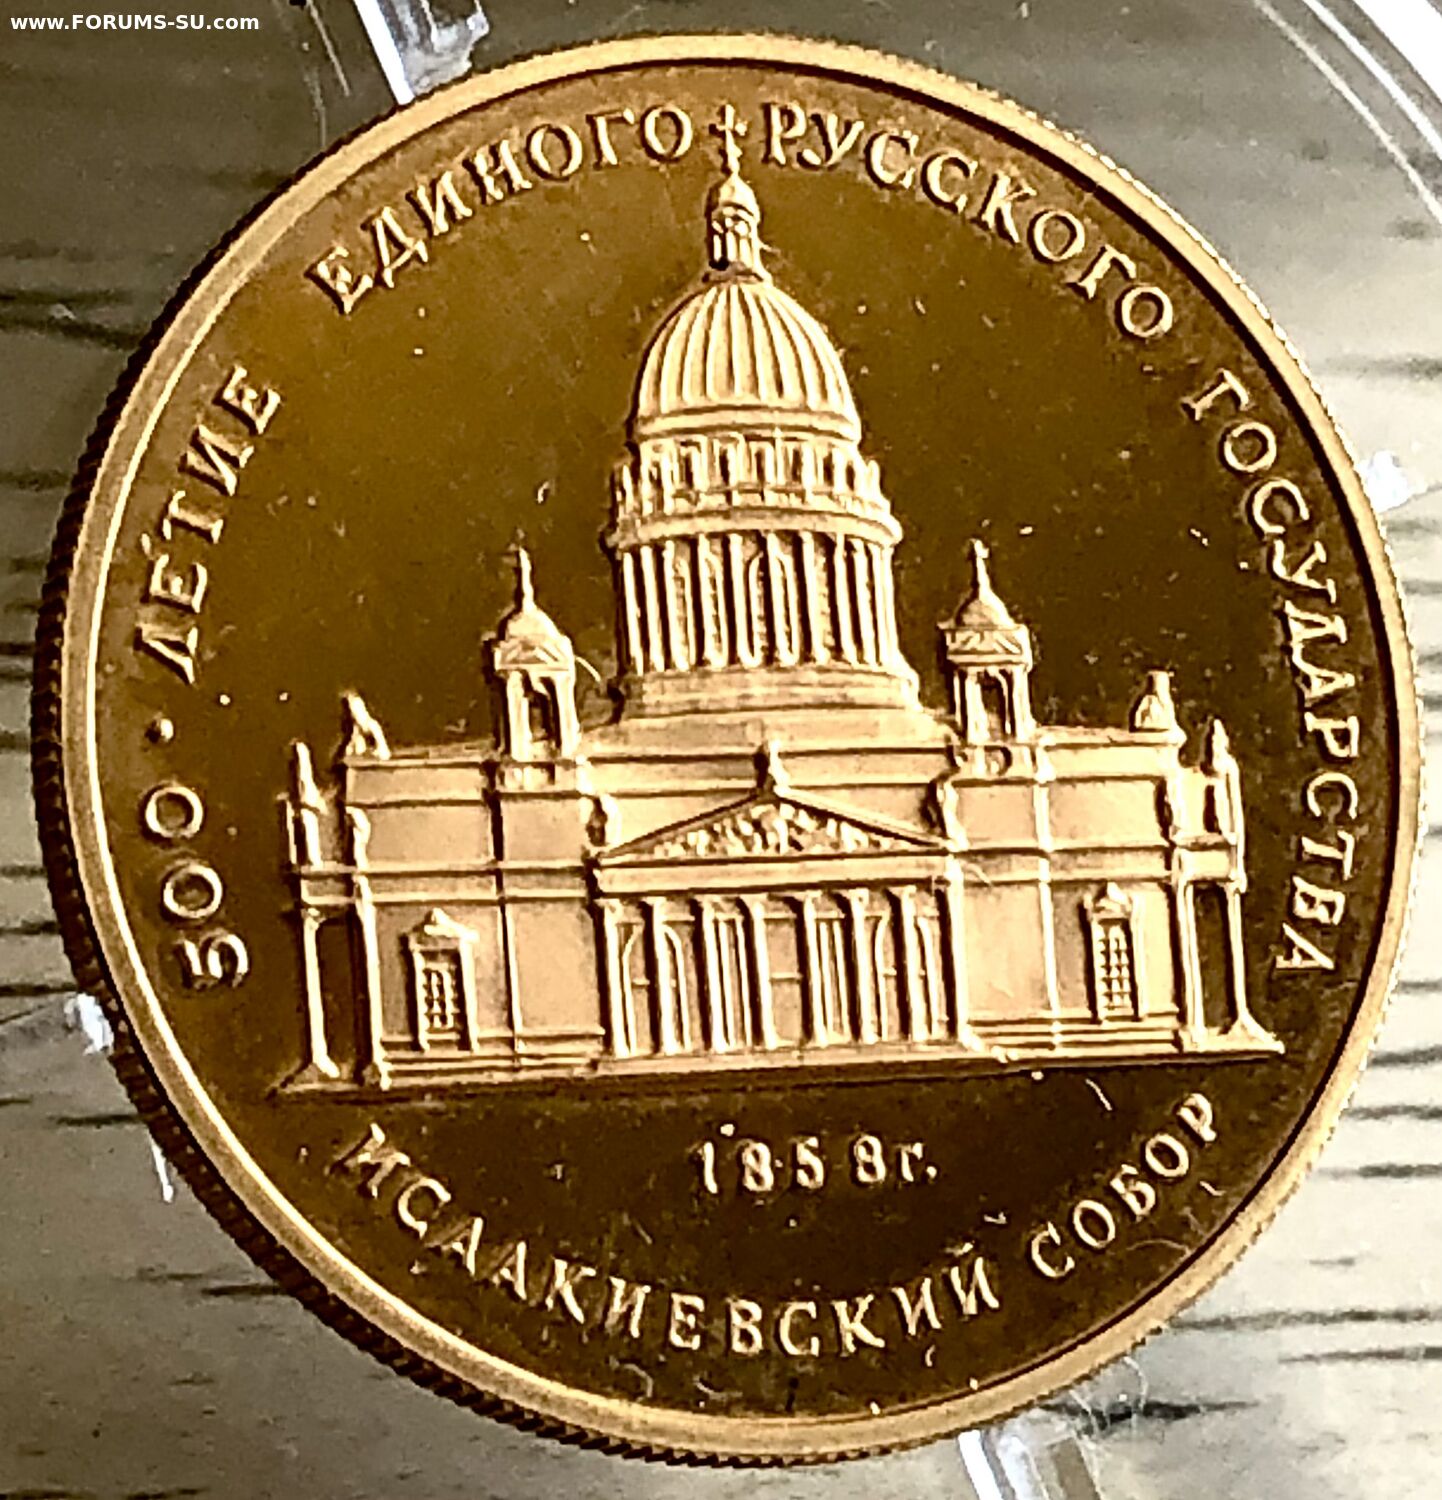 www.FORUMS-SU.com
500·ЛЕТИЕ ЕДИНОГО РУССКОГО ГОСУДАРСТВА
1858г.
ИСААКИЕВСКИЙ СОБОР